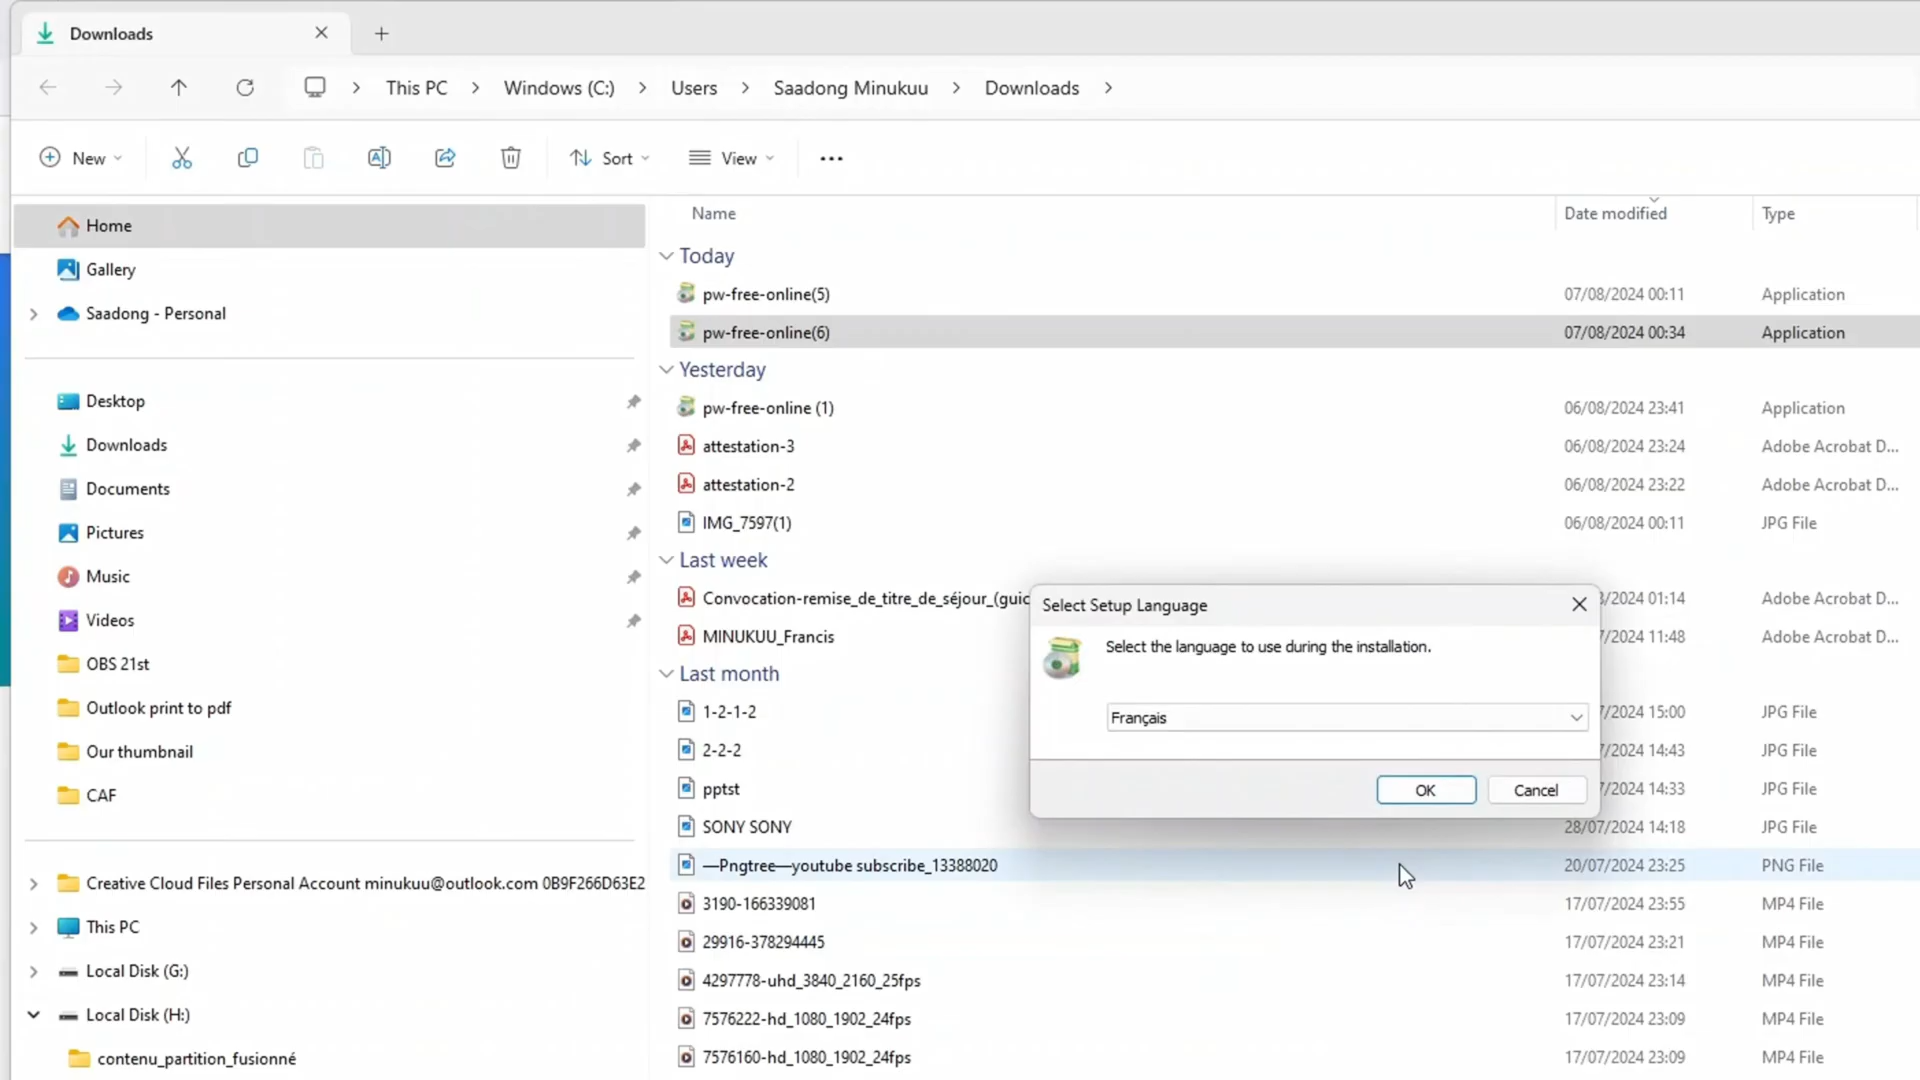 Downloads
This PC
Windows (C:)
Users
Saadong Minukuu
Downloads
New
Sort
View
Home
Gallery
Saadong - Personal
Desktop
Downloads
Documents
Pictures
Music
Videos
OBS 21st
Outlook print to pdf
Our thumbnail
CAF
Creative Cloud Files Personal Account minukuu@outlook.com 0B9F266D63E2
This PC
Local Disk (G:)
Local Disk (H:)
contenu_partition_fusionné
Name Date modified Type
Today
pw-free-online(5) 07/08/2024 00:11 Application
pw-free-online(6) 07/08/2024 00:34 Application
Yesterday
pw-free-online (1) 06/08/2024 23:41 Application
attestation-3 06/08/2024 23:24 Adobe Acrobat D...
attestation-2 06/08/2024 23:22 Adobe Acrobat D...
IMG_7597(1) 06/08/2024 00:11 JPG File
Last week
Convocation-remise_de_titre_de_séjour_(guic /2024 01:14 Adobe Acrobat D...
MINUKUU_Francis 7/2024 11:48 Adobe Acrobat D...
Last month
1-2-1-2 7/2024 15:00 JPG File
2-2-2 7/2024 14:43 JPG File
pptst 7/2024 14:33 JPG File
SONY SONY 28/07/2024 14:18 JPG File
—Pngtree—youtube subscribe_13388020 20/07/2024 23:25 PNG File
3190-166339081 17/07/2024 23:55 MP4 File
29916-378294445 17/07/2024 23:21 MP4 File
4297778-uhd_3840_2160_25fps 17/07/2024 23:14 MP4 File
7576222-hd_1080_1902_24fps 17/07/2024 23:09 MP4 File
7576160-hd_1080_1902_24fps 17/07/2024 23:09 MP4 File
Select Setup Language
Select the language to use during the installation.
Français
OK
Cancel